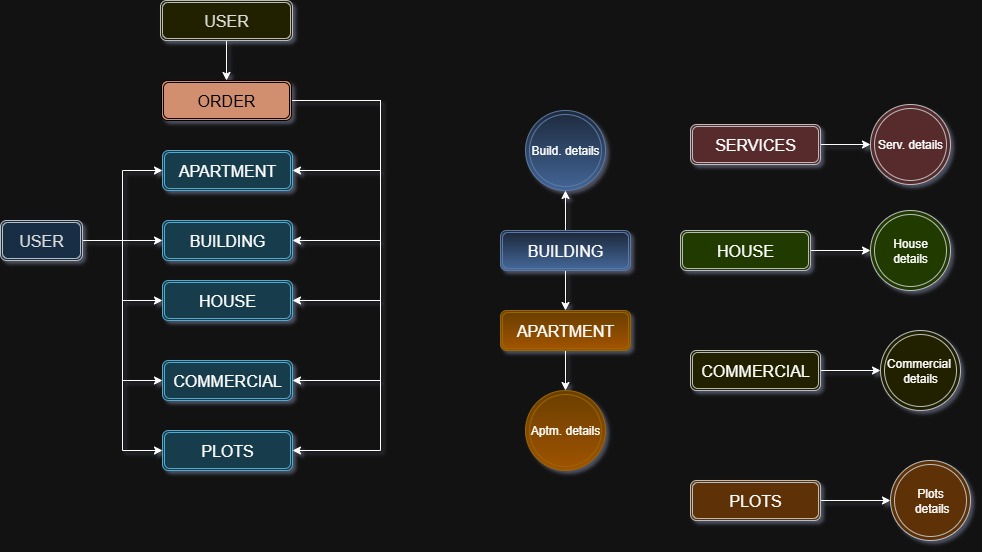 USER
ORDER
APARTMENT
USER
BUILDING
HOUSE
COMMERCIAL
PLOTS
Build. details
BUILDING
APARTMENT
Aptm. details
SERVICES
Serv. details
HOUSE
House
details
COMMERCIAL
Commercial
details
PLOTS
Plots
details